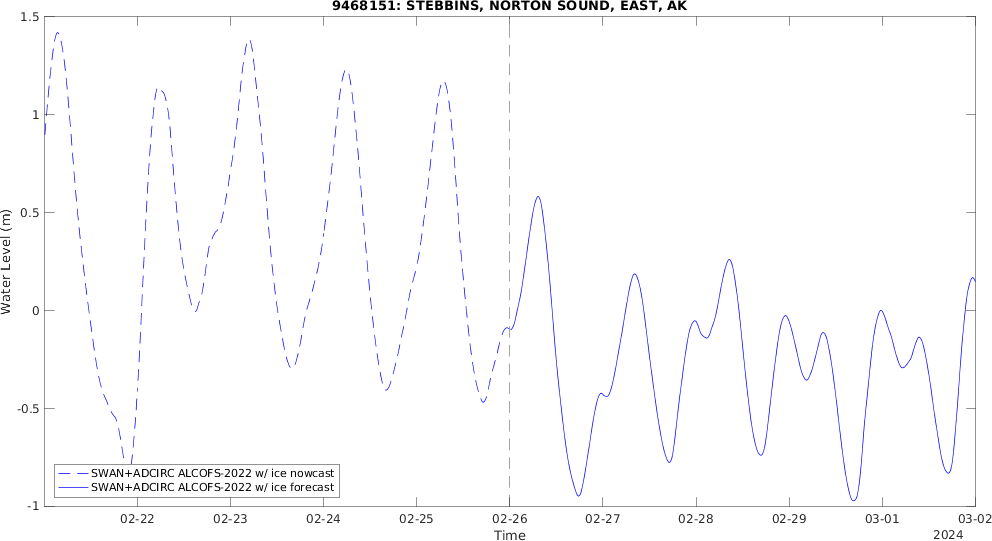 9468151: STEBBINS, NORTON SOUND, EAST, AK
1.5
1
0.5
0
-0.5
-1
Water Level (m)
SWAN+ADCIRC ALCOFS-2022 w/ ice nowcast
SWAN+ADCIRC ALCOFS-2022 w/ ice forecast
02-22 02-23 02-24 02-25 02-26 02-27 02-28 02-29 03-01 03-02
Time
2024